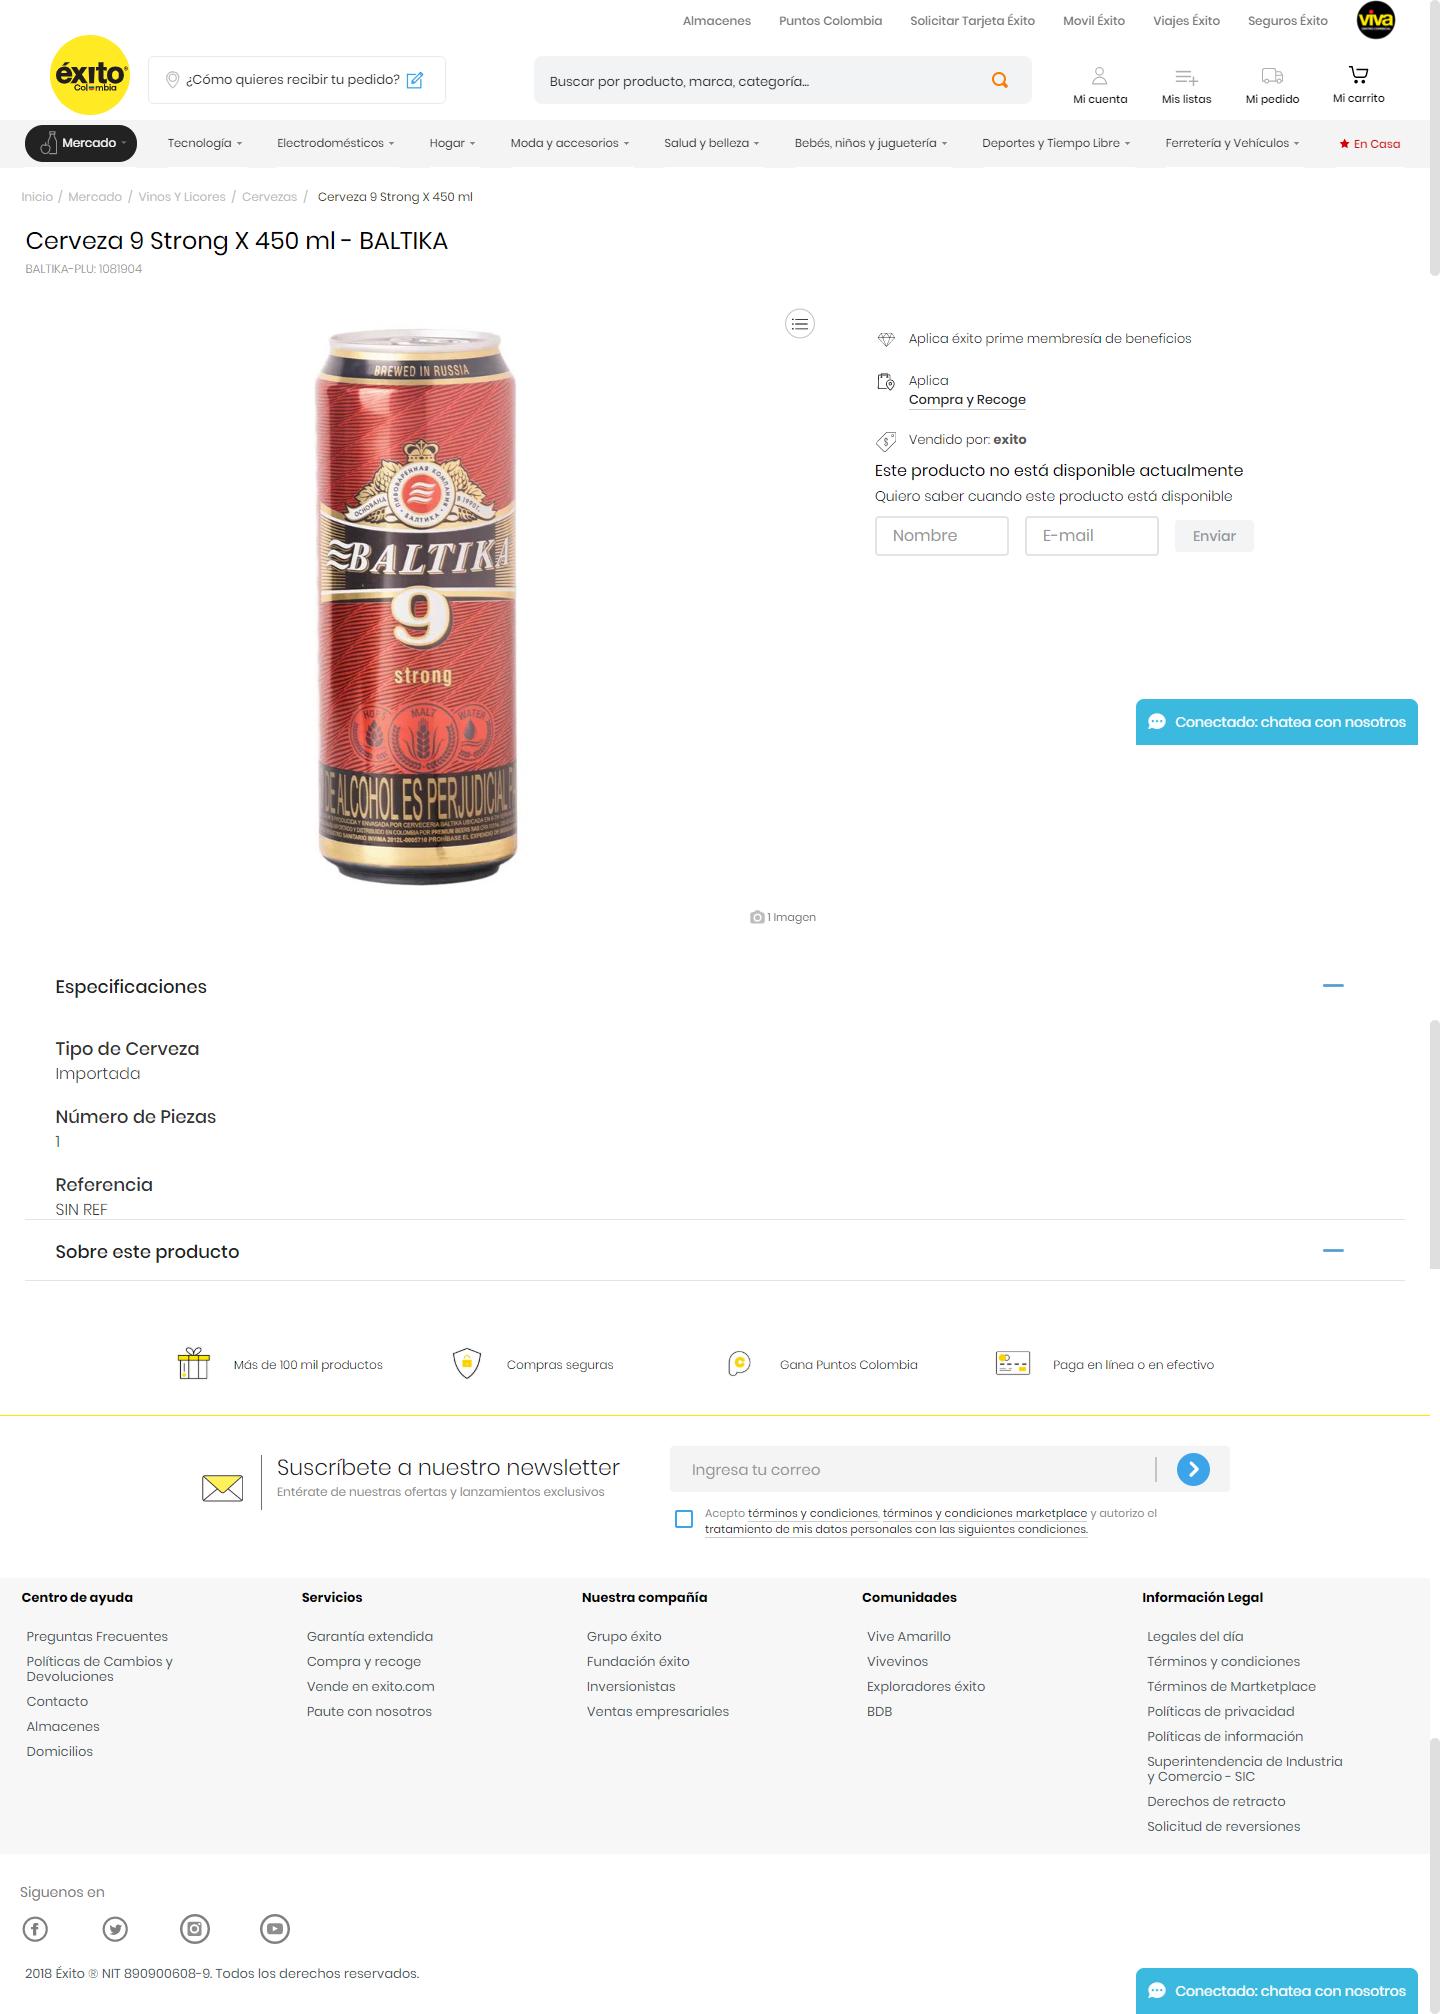 Almacenes Puntos Colombia Solicitar Tarjeta Éxito Movil Éxito Viajes Éxito Seguros Éxito viva
éxito
Colombia
¿Cómo quieres recibir tu pedido?
Buscar por producto, marca, categoría...
Mi cuenta Mis listas Mi pedido Mi carrito
Mercado Tecnología Electrodomésticos Hogar Moda y accesorios Salud y belleza Bebés, niños y juguetería Deportes y Tiempo Libre Ferretería y Vehículos En Casa
Inicio / Mercado / Vinos Y Licores / Cervezas / Cerveza 9 Strong X 450 ml
Cerveza 9 Strong X 450 ml - BALTIKA
BALTIKA-PLU: 1081904
BREWED IN RUSSIA
ПИВОВАРЕННАЯ КОМПАНИЯ
ОСНОВАНА В 1990г.
БАЛТИКА
BALTIKA
9
strong
HOPS MALT WATER
DE ALCOHOL ES PERJUDICIAL P
Aplica éxito prime membresía de beneficios
Aplica
Compra y Recoge
Vendido por: exito
Este producto no está disponible actualmente
Quiero saber cuando este producto está disponible
Nombre E-mail Enviar
Conectado: chatea con nosotros
1 Imagen
Especificaciones
Tipo de Cerveza
Importada
Número de Piezas
1
Referencia
SIN REF
Sobre este producto
Más de 100 mil productos Compras seguras Gana Puntos Colombia Paga en línea o en efectivo
Suscríbete a nuestro newsletter
Entérate de nuestras ofertas y lanzamientos exclusivos
Ingresa tu correo
Acepto términos y condiciones, términos y condiciones marketplace y autorizo el
tratamiento de mis datos personales con las siguientes condiciones.
Centro de ayuda
Preguntas Frecuentes
Políticas de Cambios y
Devoluciones
Contacto
Almacenes
Domicilios
Servicios
Garantía extendida
Compra y recoge
Vende en exito.com
Paute con nosotros
Nuestra compañía
Grupo éxito
Fundación éxito
Inversionistas
Ventas empresariales
Comunidades
Vive Amarillo
Vivevinos
Exploradores éxito
BDB
Información Legal
Legales del día
Términos y condiciones
Términos de Martketplace
Políticas de privacidad
Políticas de información
Superintendencia de Industria
y Comercio - SIC
Derechos de retracto
Solicitud de reversiones
Siguenos en
2018 Éxito ® NIT 890900608-9. Todos los derechos reservados.
Conectado: chatea con nosotros